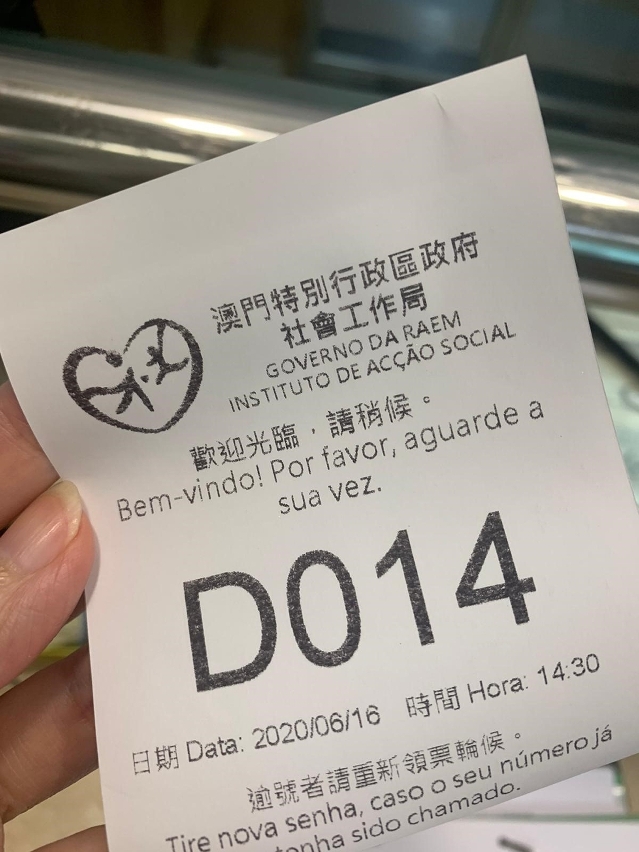 澳門特別行政區政府
社會工作局
GOVERNO DA RAEM
INSTITUTO DE ACÇÃO SOCIAL
歡迎光臨，請稍候。
Bem-vindo! Por favor, aguarde a
sua vez.
D014
日期 Data: 2020/06/16 時間 Hora: 14:30
逾號者請重新領票輪候。
Tire nova senha, caso o seu número já
tenha sido chamado.